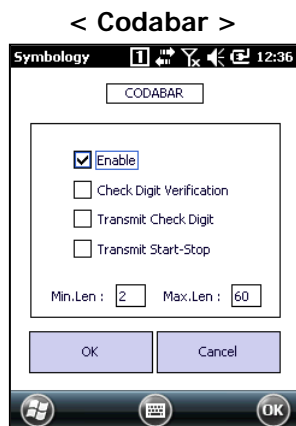 < Codabar >
Symbology 1 12:36
CODABAR
Enable
Check Digit Verification
Transmit Check Digit
Transmit Start-Stop
Min.Len : 2 Max.Len : 60
OK Cancel
OK